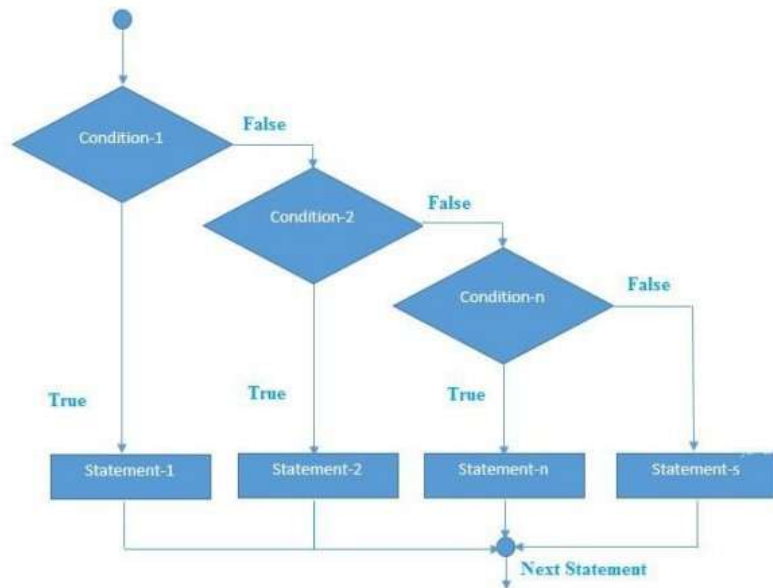 Condition-1
False
Condition-2
False
Condition-n
False
True
True
True
Statement-1
Statement-2
Statement-n
Statement-s
Next Statement